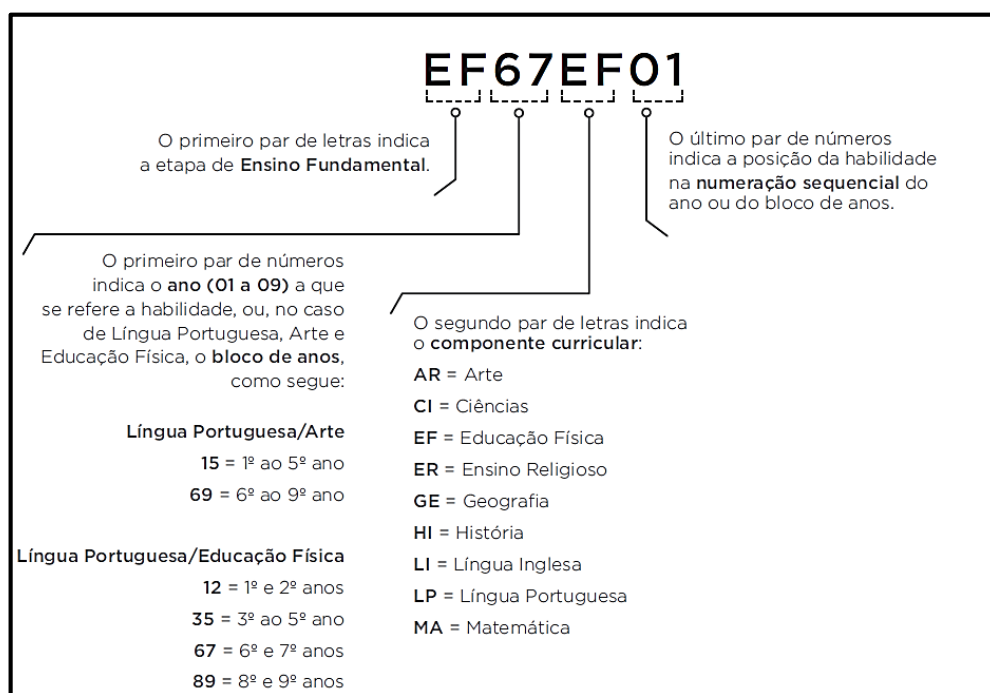 EF67EF01
O primeiro par de letras indica
a etapa de Ensino Fundamental.
O último par de números
indica a posição da habilidade
na numeração sequencial do
ano ou do bloco de anos.
O primeiro par de números
indica o ano (01 a 09) a que
se refere a habilidade, ou, no caso
de Língua Portuguesa, Arte e
Educação Física, o bloco de anos,
como segue:
Língua Portuguesa/Arte
15 = 1º ao 5º ano
69 = 6º ao 9º ano
Língua Portuguesa/Educação Física
12 = 1º e 2º anos
35 = 3º ao 5º ano
67 = 6º e 7º anos
89 = 8º e 9º anos
O segundo par de letras indica
o componente curricular:
AR = Arte
CI = Ciências
EF = Educação Física
ER = Ensino Religioso
GE = Geografia
HI = História
LI = Língua Inglesa
LP = Língua Portuguesa
MA = Matemática